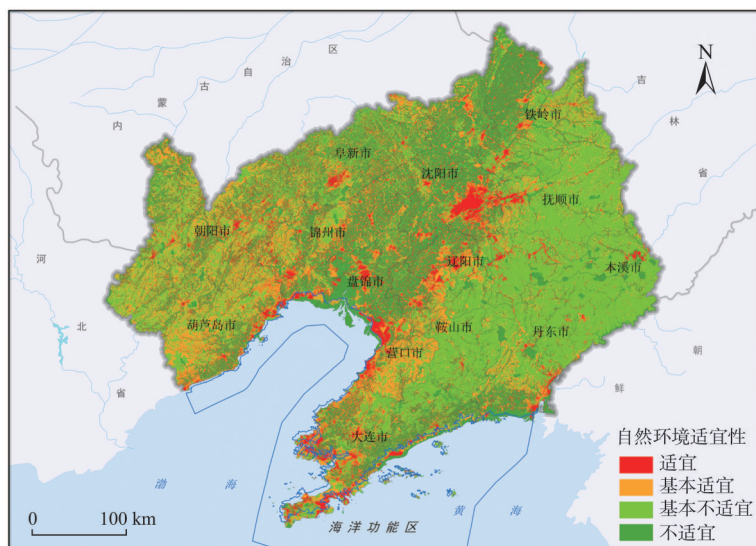 内蒙古自治区
吉林省
河北省
朝鲜
N
铁岭市
阜新市
沈阳市
抚顺市
朝阳市
锦州市
辽阳市
本溪市
盘锦市
葫芦岛市
鞍山市
丹东市
营口市
大连市
渤海
黄海
海洋功能区
0 100 km
自然环境适宜性
适宜
基本适宜
基本不适宜
不适宜